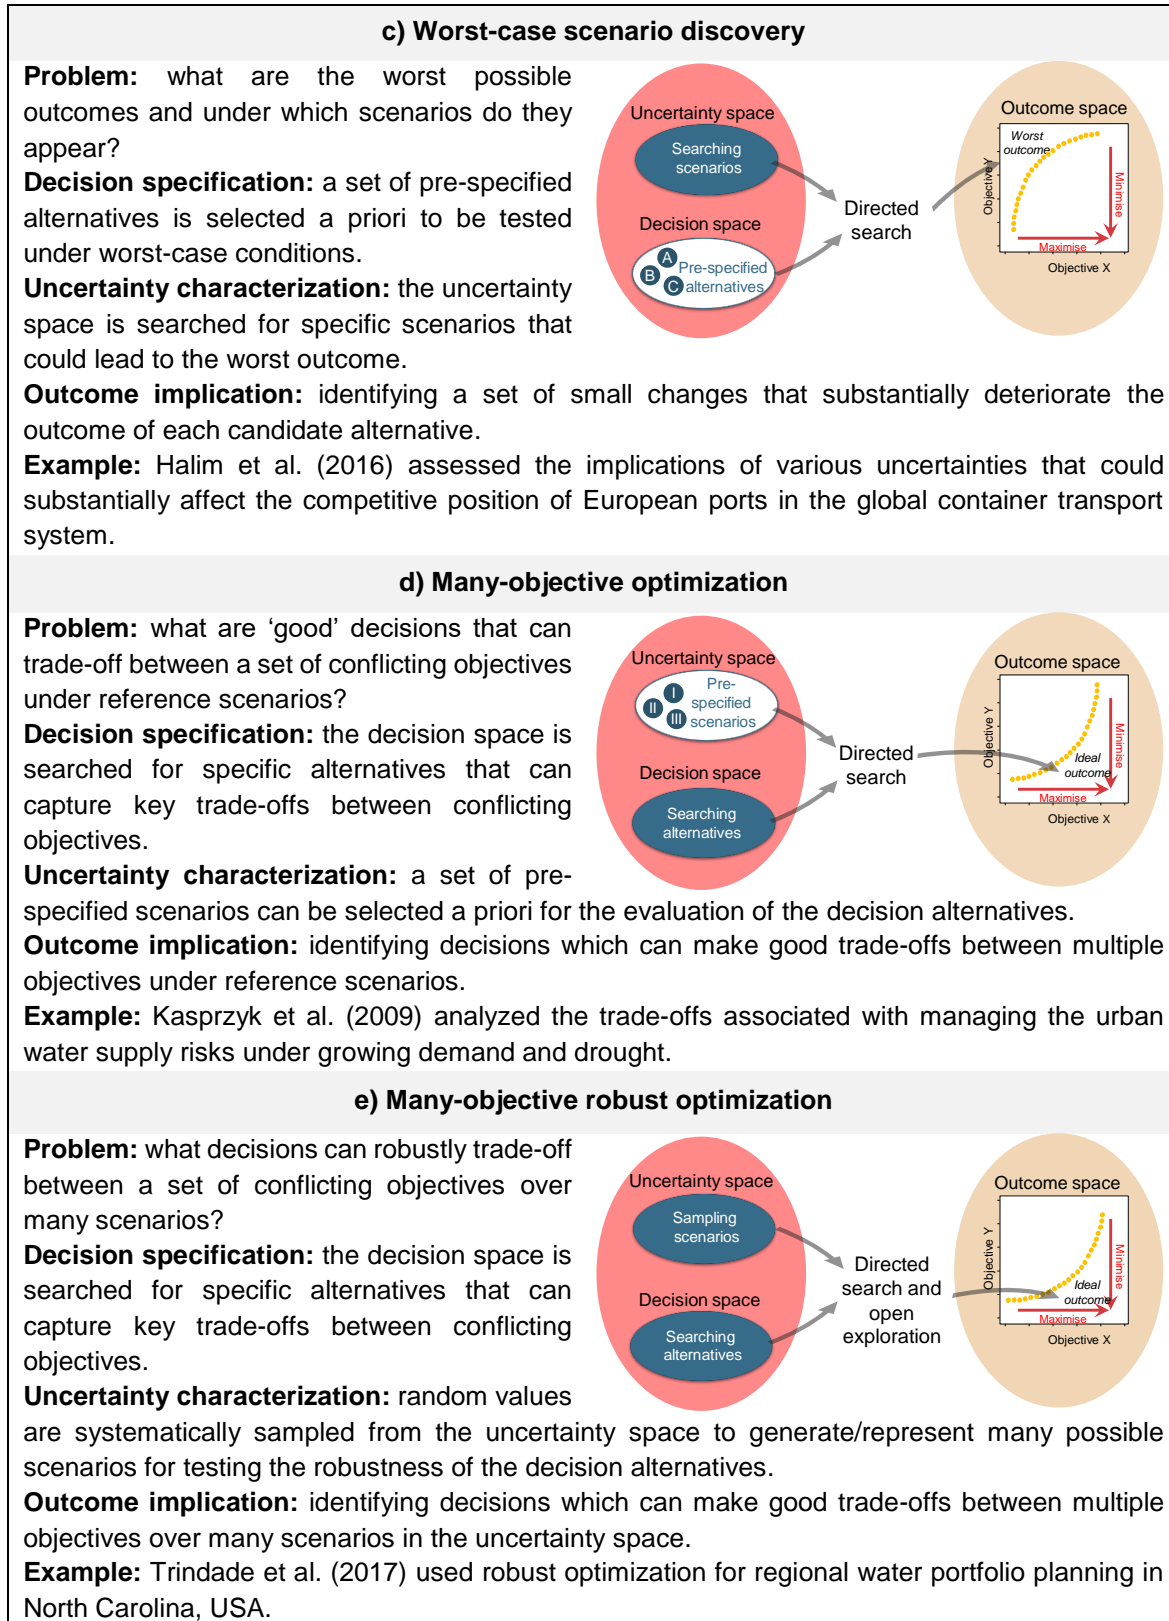 c) Worst-case scenario discovery
Problem: what are the worst possible
outcomes and under which scenarios do they
appear?
Decision specification: a set of pre-specified
alternatives is selected a priori to be tested
under worst-case conditions.
Uncertainty characterization: the uncertainty
space is searched for specific scenarios that
could lead to the worst outcome.
Uncertainty space
Searching
scenarios
Decision space
A
B
C
Pre-specified
alternatives
Directed
search
Outcome space
Worst
outcome
Objective Y
Minimise
Maximise
Objective X
Outcome implication: identifying a set of small changes that substantially deteriorate the
outcome of each candidate alternative.
Example: Halim et al. (2016) assessed the implications of various uncertainties that could
substantially affect the competitive position of European ports in the global container transport
system.
d) Many-objective optimization
Problem: what are ‘good’ decisions that can
trade-off between a set of conflicting objectives
under reference scenarios?
Decision specification: the decision space is
searched for specific alternatives that can
capture key trade-offs between conflicting
objectives.
Uncertainty characterization: a set of pre-
specified scenarios can be selected a priori for the evaluation of the decision alternatives.
Uncertainty space
I
II
III
Pre-
specified
scenarios
Decision space
Searching
alternatives
Directed
search
Outcome space
Objective Y
Ideal
outcome
Minimise
Maximise
Objective X
Outcome implication: identifying decisions which can make good trade-offs between multiple
objectives under reference scenarios.
Example: Kasprzyk et al. (2009) analyzed the trade-offs associated with managing the urban
water supply risks under growing demand and drought.
e) Many-objective robust optimization
Problem: what decisions can robustly trade-off
between a set of conflicting objectives over
many scenarios?
Decision specification: the decision space is
searched for specific alternatives that can
capture key trade-offs between conflicting
objectives.
Uncertainty characterization: random values
are systematically sampled from the uncertainty space to generate/represent many possible
scenarios for testing the robustness of the decision alternatives.
Uncertainty space
Sampling
scenarios
Decision space
Searching
alternatives
Directed
search and
open
exploration
Outcome space
Objective Y
Ideal
outcome
Minimise
Maximise
Objective X
Outcome implication: identifying decisions which can make good trade-offs between multiple
objectives over many scenarios in the uncertainty space.
Example: Trindade et al. (2017) used robust optimization for regional water portfolio planning in
North Carolina, USA.